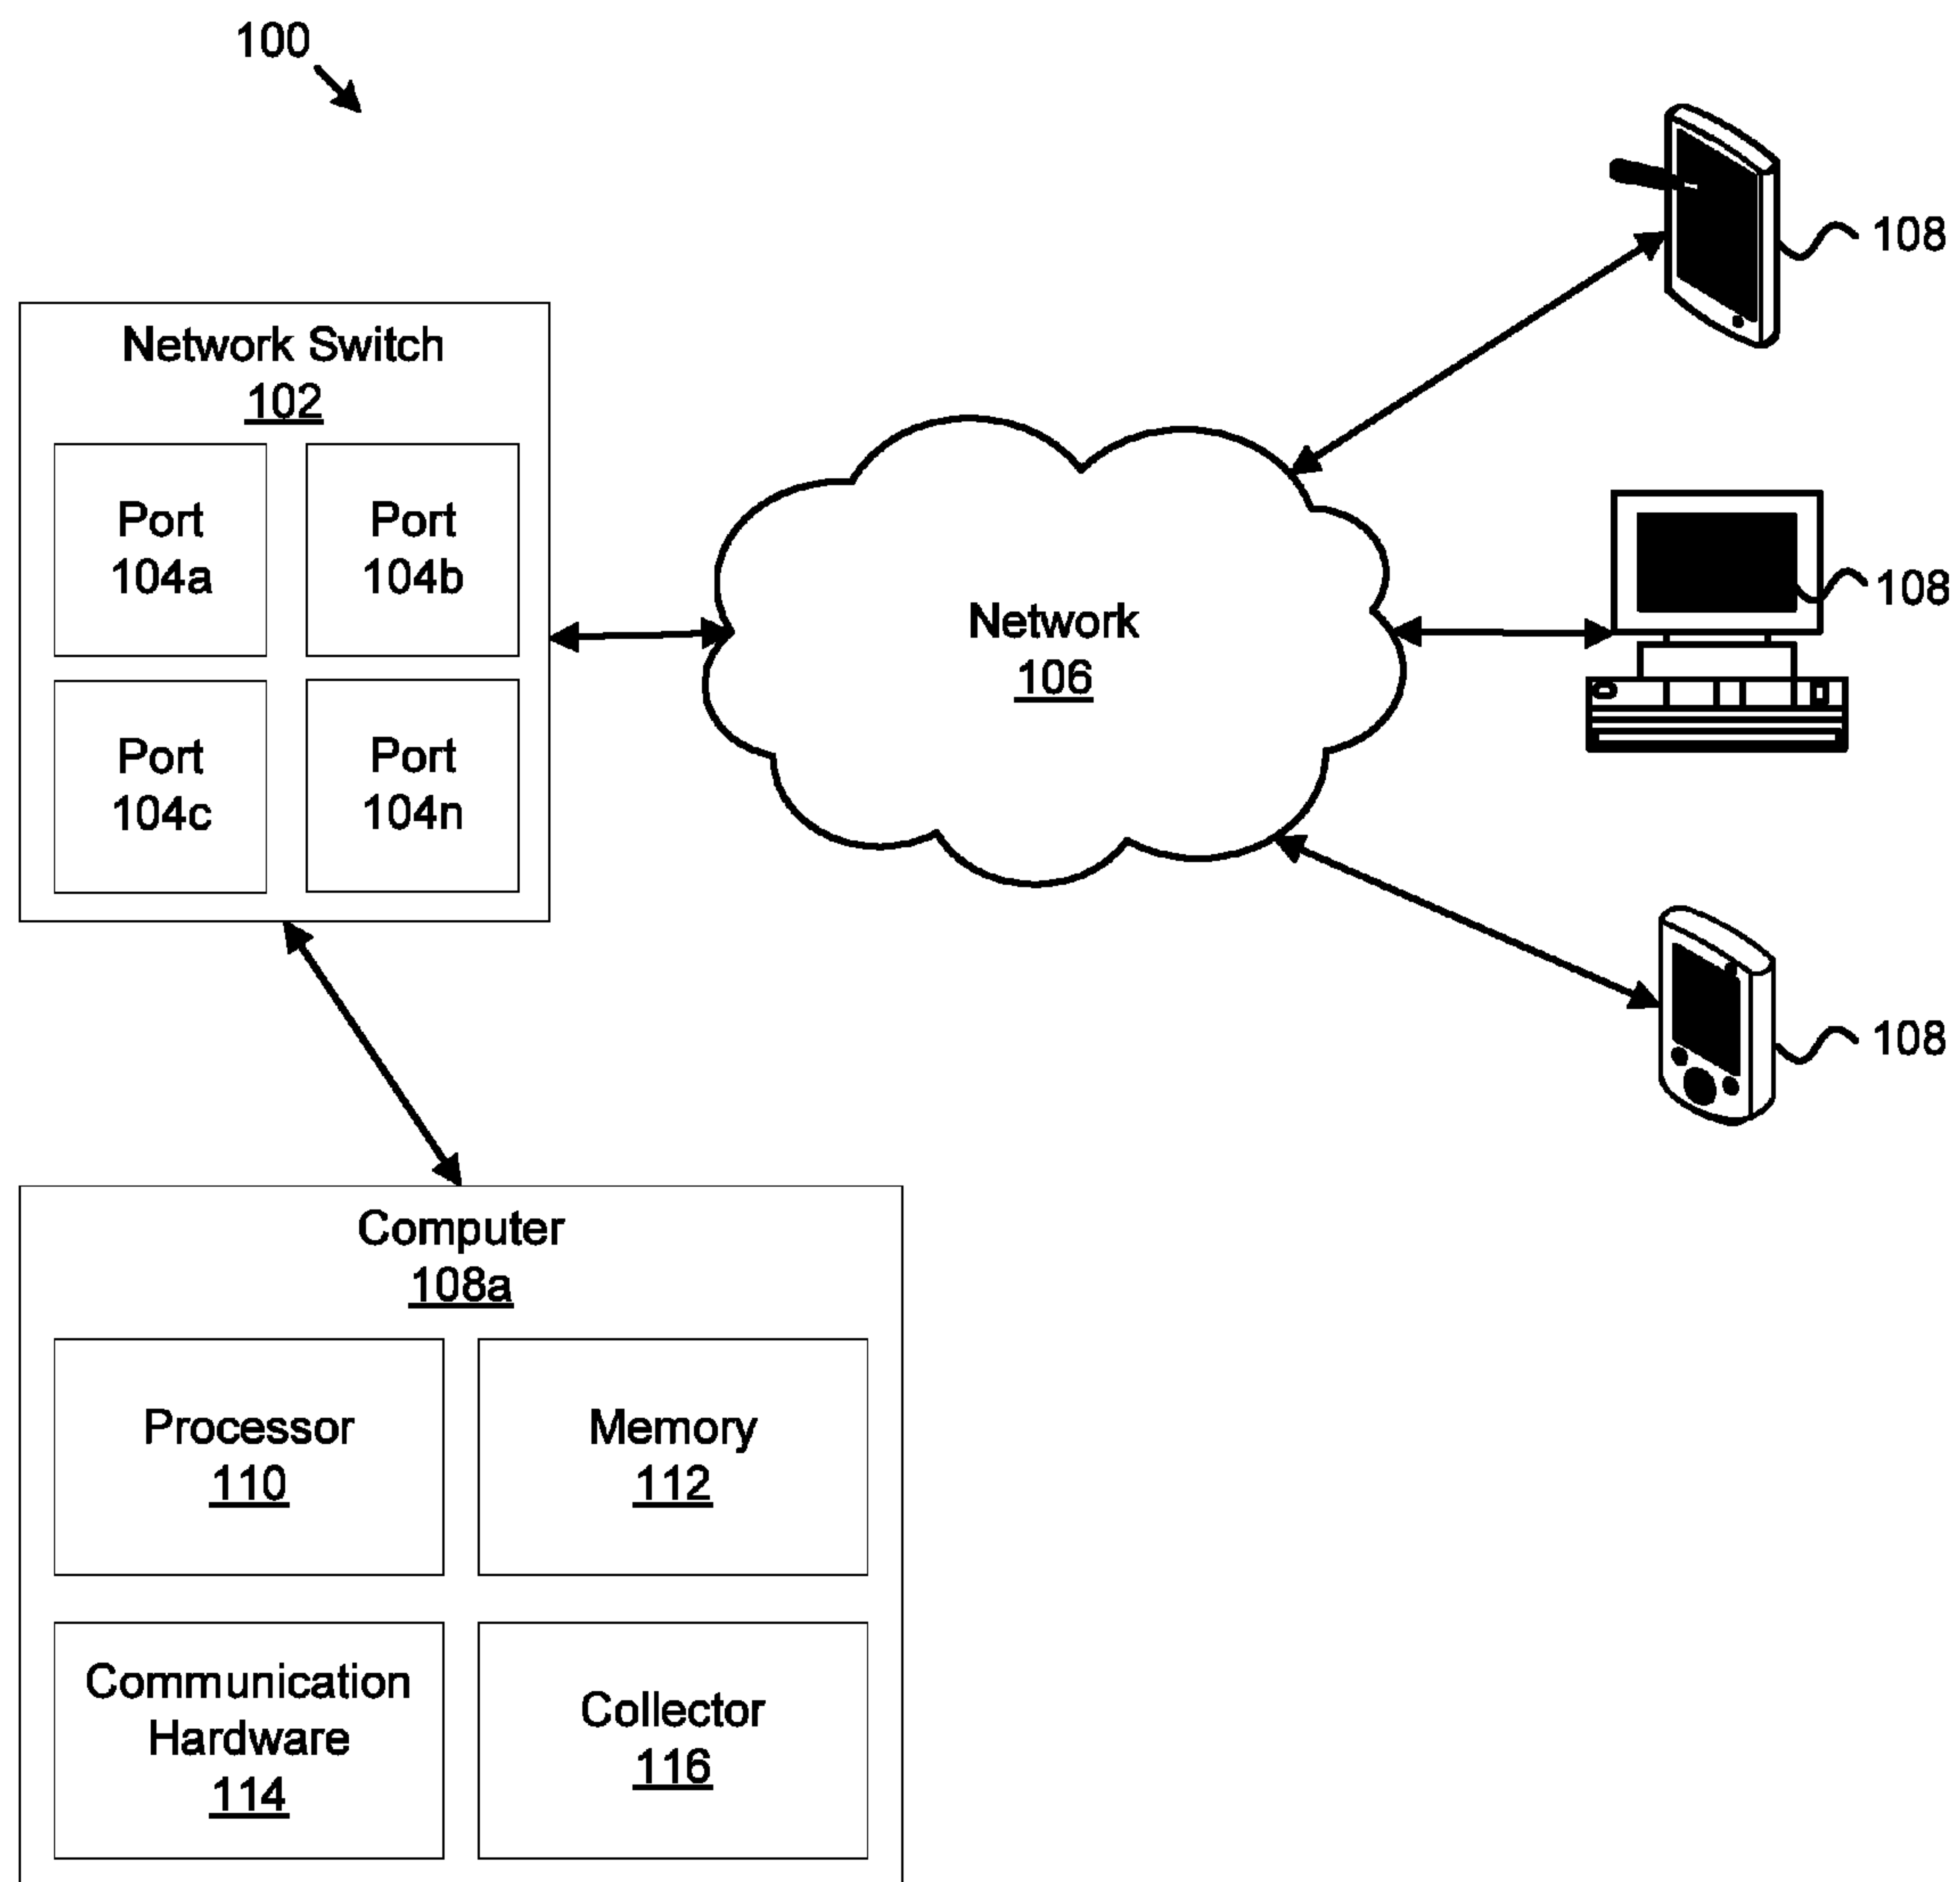 100
108
Network Switch
102
Port
104a
Port
104b
Port
104c
Port
104n
Network
106
108
108
Computer
108a
Processor
110
Memory
112
Communication
Hardware
114
Collector
116